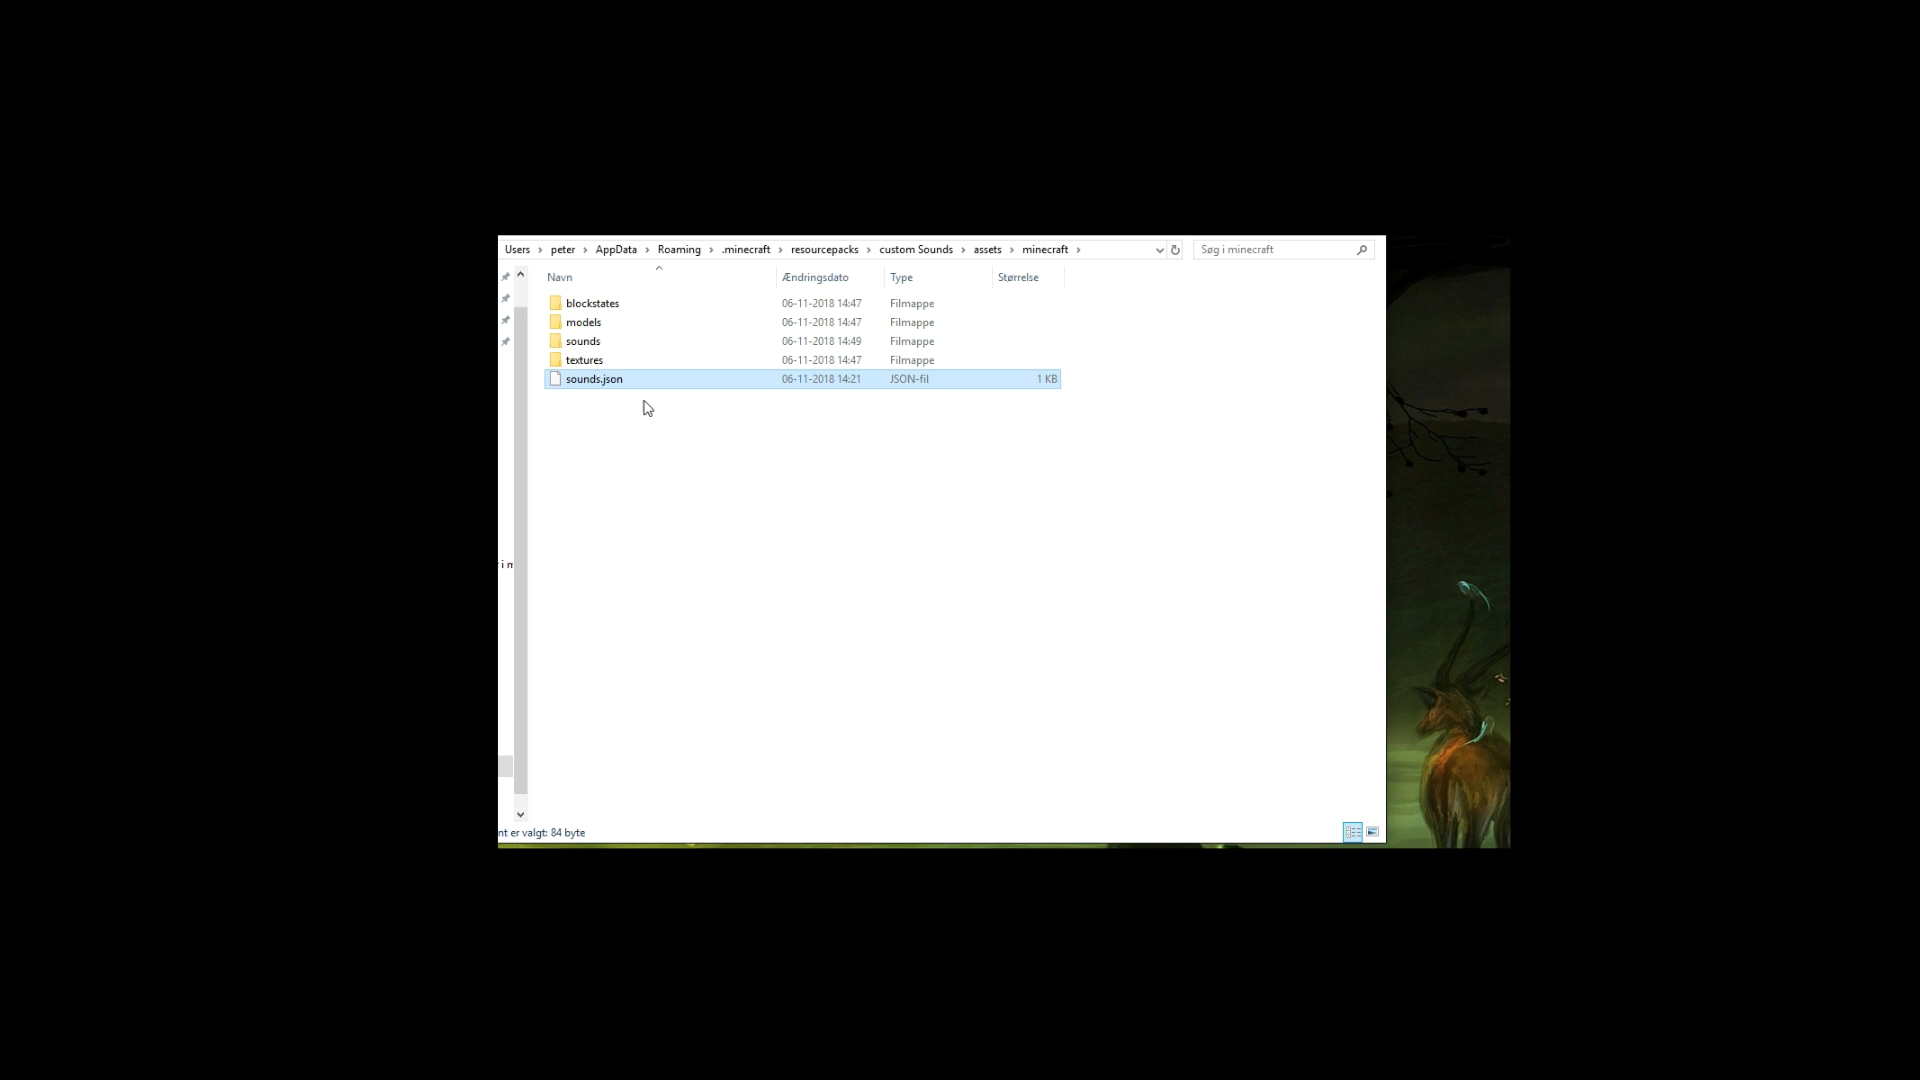 Users › peter › AppData › Roaming › .minecraft › resourcepacks › custom Sounds › assets › minecraft › Søg i minecraft
Navn Ændringsdato Type Størrelse
blockstates 06-11-2018 14:47 Filmappe
models 06-11-2018 14:47 Filmappe
sounds 06-11-2018 14:49 Filmappe
textures 06-11-2018 14:47 Filmappe
sounds.json 06-11-2018 14:21 JSON-fil 1 KB
i m
nt er valgt: 84 byte